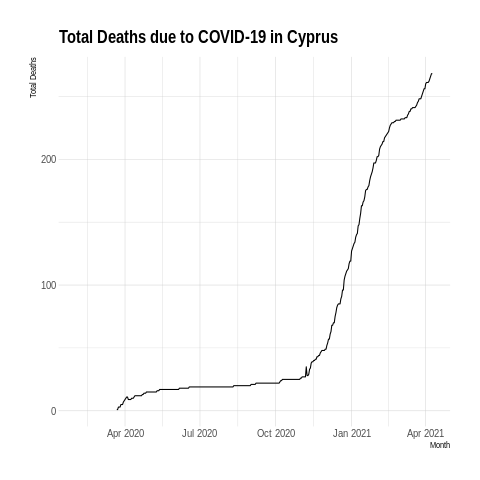 Total Deaths due to COVID-19 in Cyprus
Total Deaths
200
100
0
Apr 2020 Jul 2020 Oct 2020 Jan 2021 Apr 2021
Month